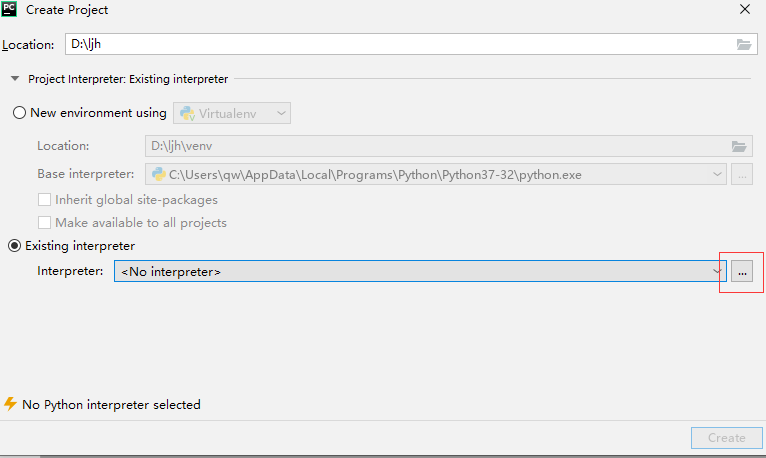 PC Create Project
Location: D:\ljh
Project Interpreter: Existing interpreter
New environment using Virtualenv
Location: D:\ljh\venv
Base interpreter: C:\Users\qw\AppData\Local\Programs\Python\Python37-32\python.exe ...
Inherit global site-packages
Make available to all projects
Existing interpreter
Interpreter: <No interpreter> ...
No Python interpreter selected
Create